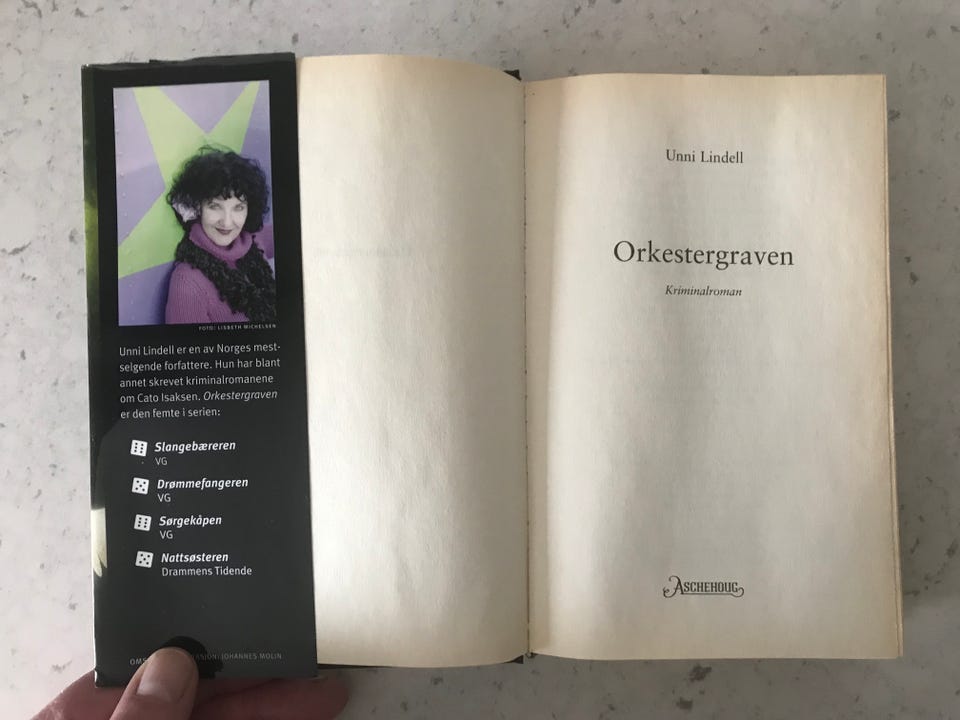 FOTO: LISBETH MICHELSEN
Unni Lindell er en av Norges mest-
selgende forfattere. Hun har blant
annet skrevet kriminalromanene
om Cato Isaksen. Orkestergraven
er den femte i serien:
Slangebæreren
VG
Drømmefangeren
VG
Sørgekåpen
VG
Nattsøsteren
Drammens Tidende
JOHANNES MOLIN
Unni Lindell
Orkestergraven
Kriminalroman
ASCHEHOUG